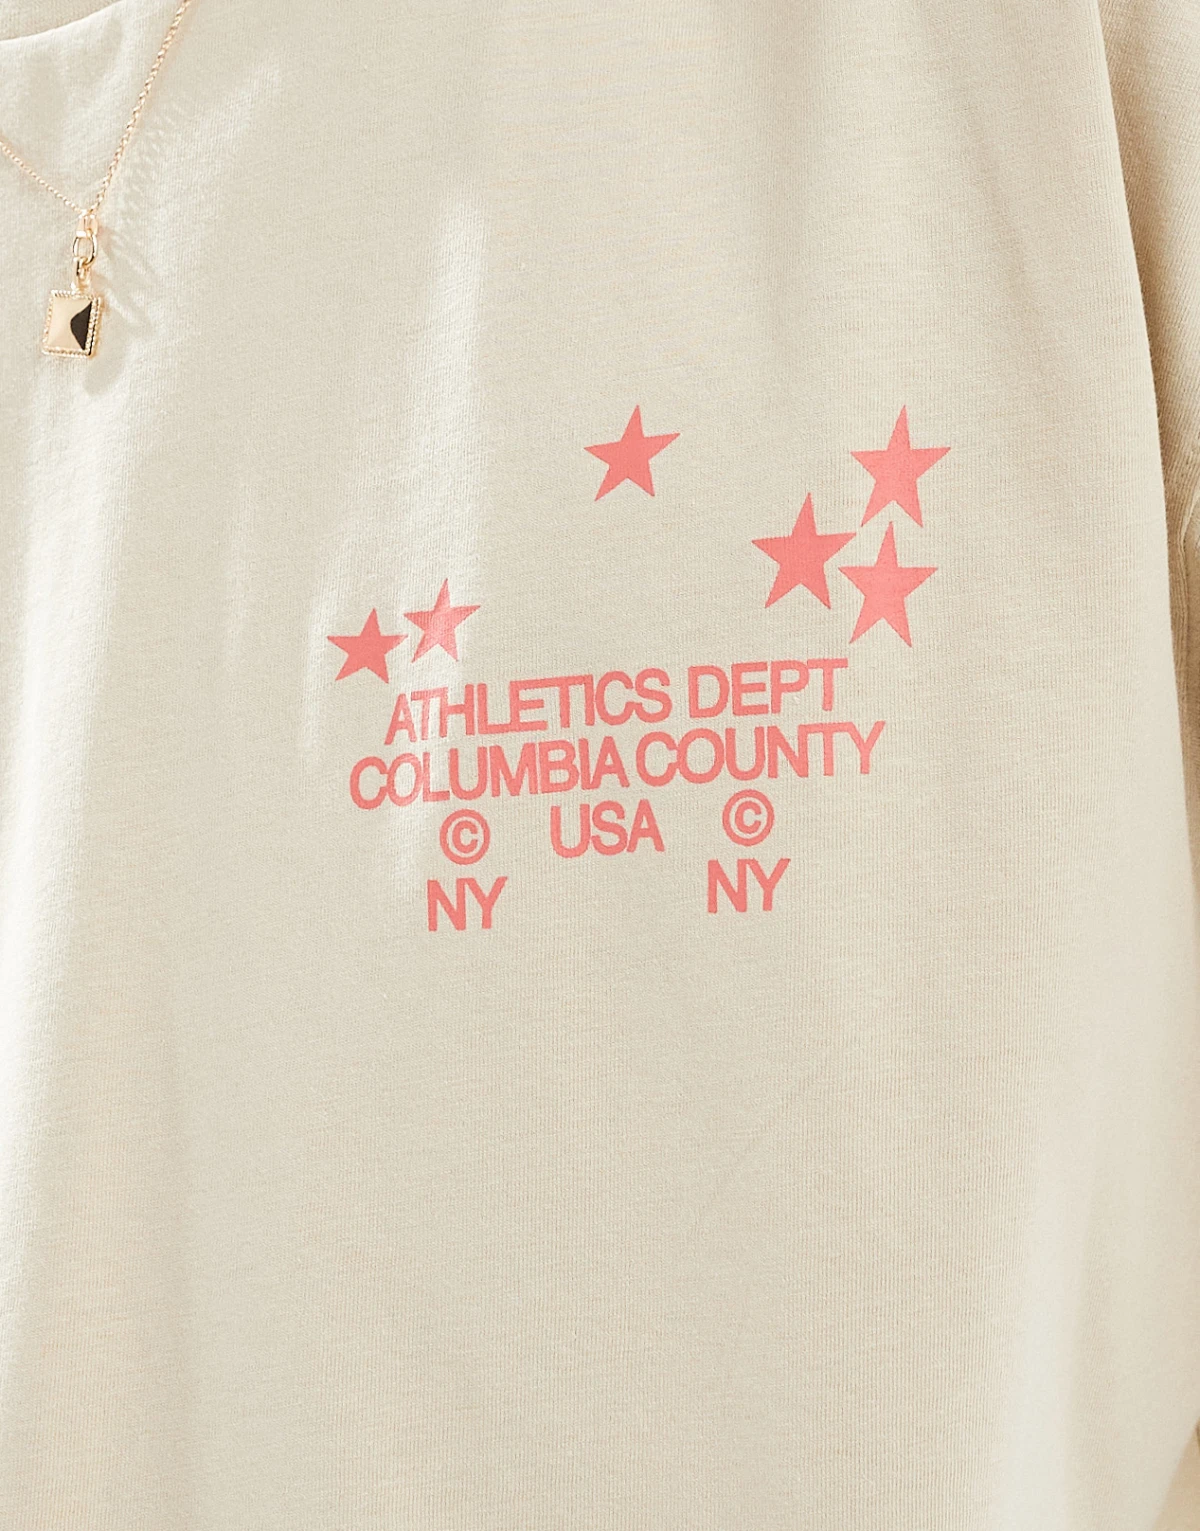 ATHLETICS DEPT
COLUMBIA COUNTY
© USA ©
NY NY